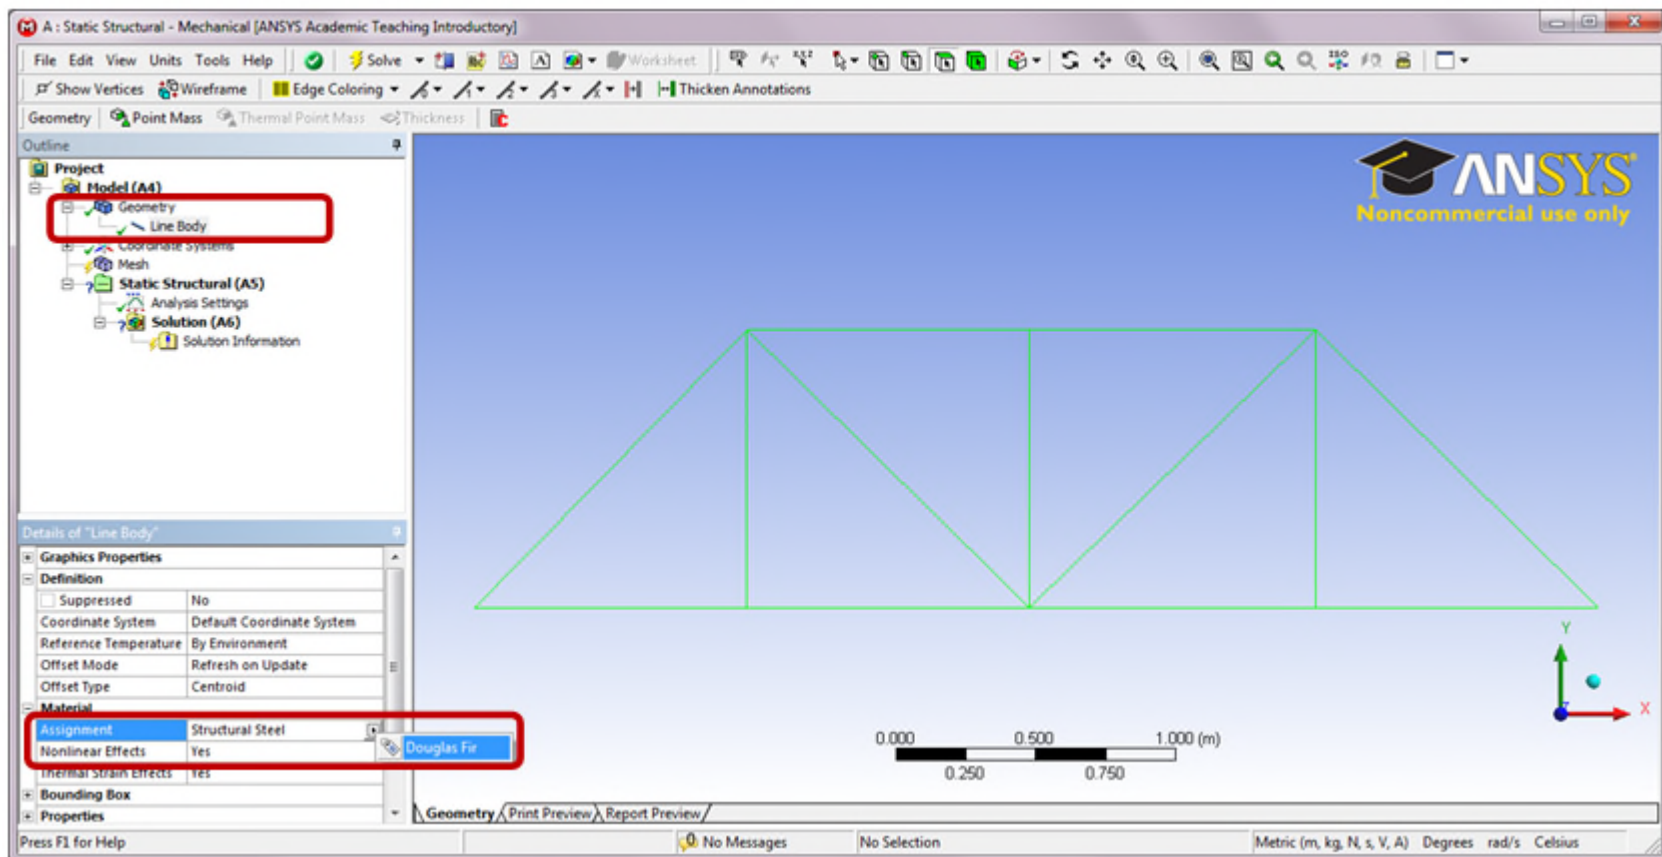 A : Static Structural - Mechanical [ANSYS Academic Teaching Introductory]
File Edit View Units Tools Help Solve Worksheet
Show Vertices Wireframe Edge Coloring Thicken Annotations
Geometry Point Mass Thermal Point Mass Thickness
Outline
Project
Model (A4)
Geometry
Line Body
Coordinate Systems
Mesh
Static Structural (A5)
Analysis Settings
Solution (A6)
Solution Information
ANSYS
Noncommercial use only
Details of "Line Body"
Graphics Properties
Definition
Suppressed No
Coordinate System Default Coordinate System
Reference Temperature By Environment
Offset Mode Refresh on Update
Offset Type Centroid
Material
Assignment Structural Steel
Douglas Fir
Nonlinear Effects Yes
Thermal Strain Effects Yes
Bounding Box
Properties
Y
X
0.000 0.500 1.000 (m)
0.250 0.750
Geometry Print Preview Report Preview
Press F1 for Help 0 No Messages No Selection Metric (m, kg, N, s, V, A) Degrees rad/s Celsius